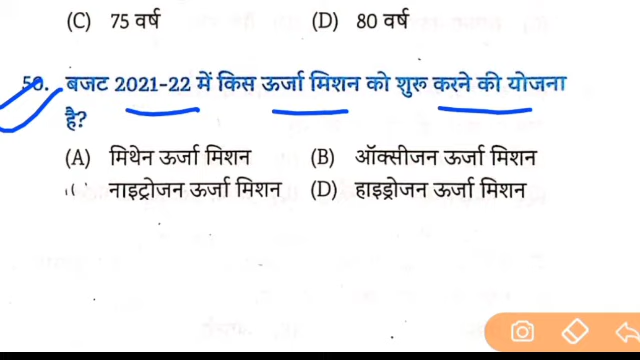 (C) 75 वर्ष (D) 80 वर्ष
50. बजट 2021-22 में किस ऊर्जा मिशन को शुरू करने की योजना
है?
(A) मिथेन ऊर्जा मिशन (B) ऑक्सीजन ऊर्जा मिशन
( ) नाइट्रोजन ऊर्जा मिशन (D) हाइड्रोजन ऊर्जा मिशन